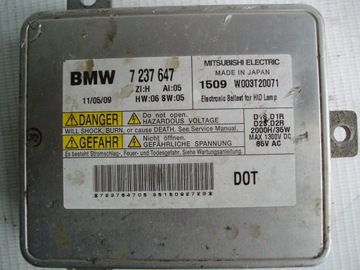 BMW 7 237 647
11/05/09 ZI:H AI:05
HW:06 SW:05
MITSUBISHI ELECTRIC
MADE IN JAPAN
1509 W003T20071
Electronic Ballast for HID Lamp
DANGER
Do not open.
HAZARDOUS VOLTAGE
WILL SHOCK, BURN, or cause DEATH. See Shop Manual.
GEFAHR
Nicht öffnen.
GEFÄHRLICHE SPANNUNG
Es besteht Stromschlag-, Feuer- und Todesgefahr. Siehe Wartungsanleitung.
D1S,D1R
D2S,D2R
2000H/35W
MAX 1300V DC
85V AC
DOT